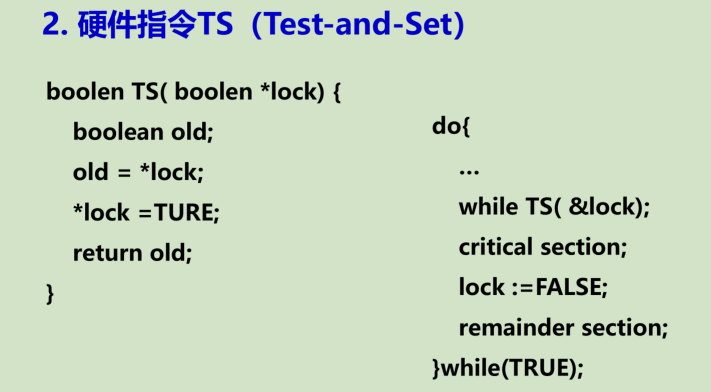 2. 硬件指令TS（Test-and-Set）
boolen TS( boolen *lock) {
boolean old;
old = *lock;
*lock =TURE;
return old;
}
do{
…
while TS( &lock);
critical section;
lock :=FALSE;
remainder section;
}while(TRUE);